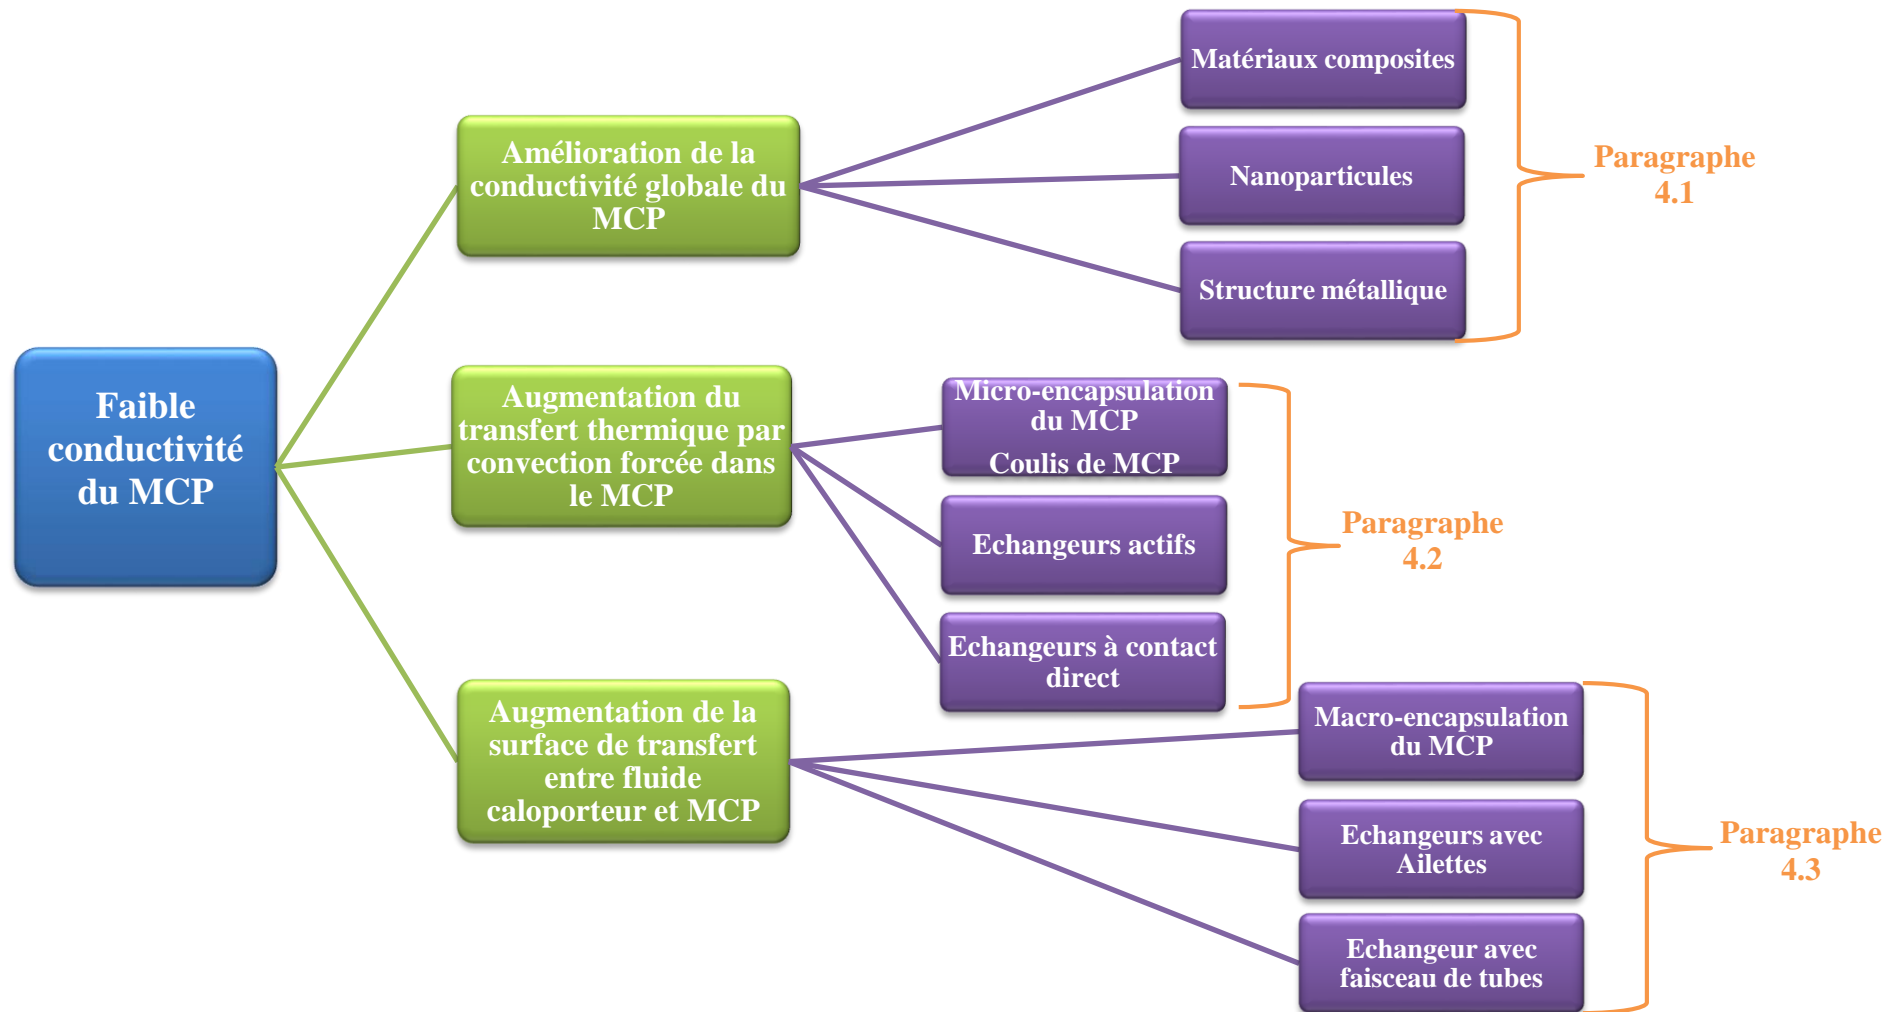 Faible
conductivité
du MCP
Amélioration de la
conductivité globale du
MCP
Matériaux composites
Nanoparticules
Structure métallique
Paragraphe
4.1
Augmentation du
transfert thermique par
convection forcée dans
le MCP
Micro-encapsulation
du MCP
Coulis de MCP
Echangeurs actifs
Echangeurs à contact
direct
Paragraphe
4.2
Augmentation de la
surface de transfert
entre fluide
caloporteur et MCP
Macro-encapsulation
du MCP
Echangeurs avec
Ailettes
Echangeur avec
faisceau de tubes
Paragraphe
4.3